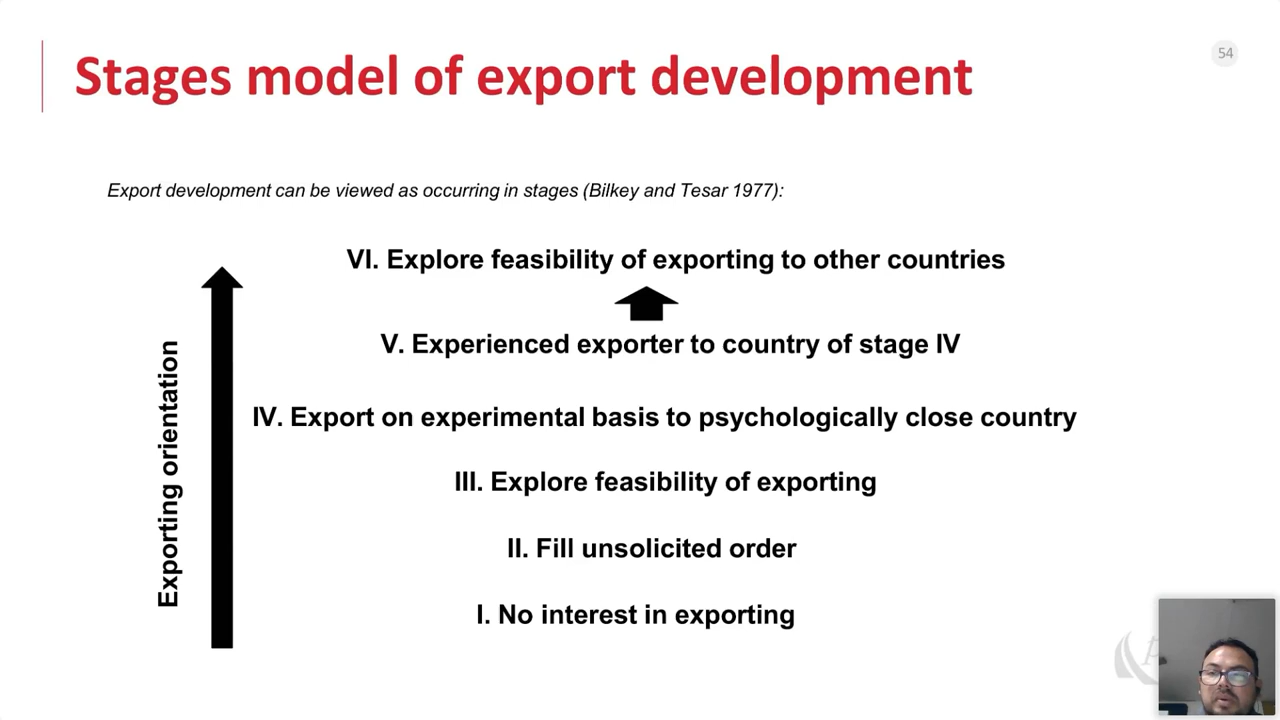 Stages model of export development
54
Export development can be viewed as occurring in stages (Bilkey and Tesar 1977):
VI. Explore feasibility of exporting to other countries
V. Experienced exporter to country of stage IV
IV. Export on experimental basis to psychologically close country
III. Explore feasibility of exporting
II. Fill unsolicited order
I. No interest in exporting
Exporting orientation